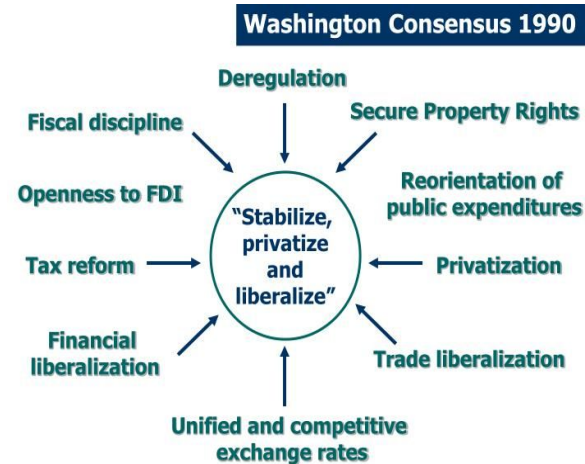 Washington Consensus 1990
Deregulation
Fiscal discipline
Secure Property Rights
Openness to FDI
Reorientation of
public expenditures
"Stabilize,
privatize
and
liberalize"
Tax reform
Privatization
Financial
liberalization
Trade liberalization
Unified and competitive
exchange rates